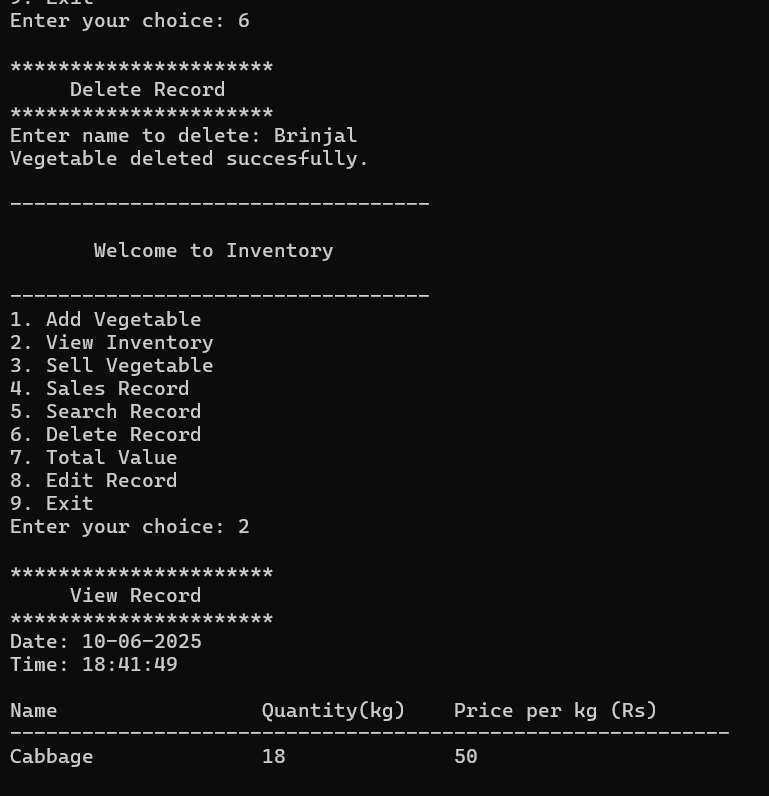 9. Exit
Enter your choice: 6
**********************
Delete Record
**********************
Enter name to delete: Brinjal
Vegetable deleted succesfully.
-----------------------------------
Welcome to Inventory
-----------------------------------
1. Add Vegetable
2. View Inventory
3. Sell Vegetable
4. Sales Record
5. Search Record
6. Delete Record
7. Total Value
8. Edit Record
9. Exit
Enter your choice: 2
**********************
View Record
**********************
Date: 10-06-2025
Time: 18:41:49
Name Quantity(kg) Price per kg (Rs)
------------------------------------------------------------
Cabbage 18 50